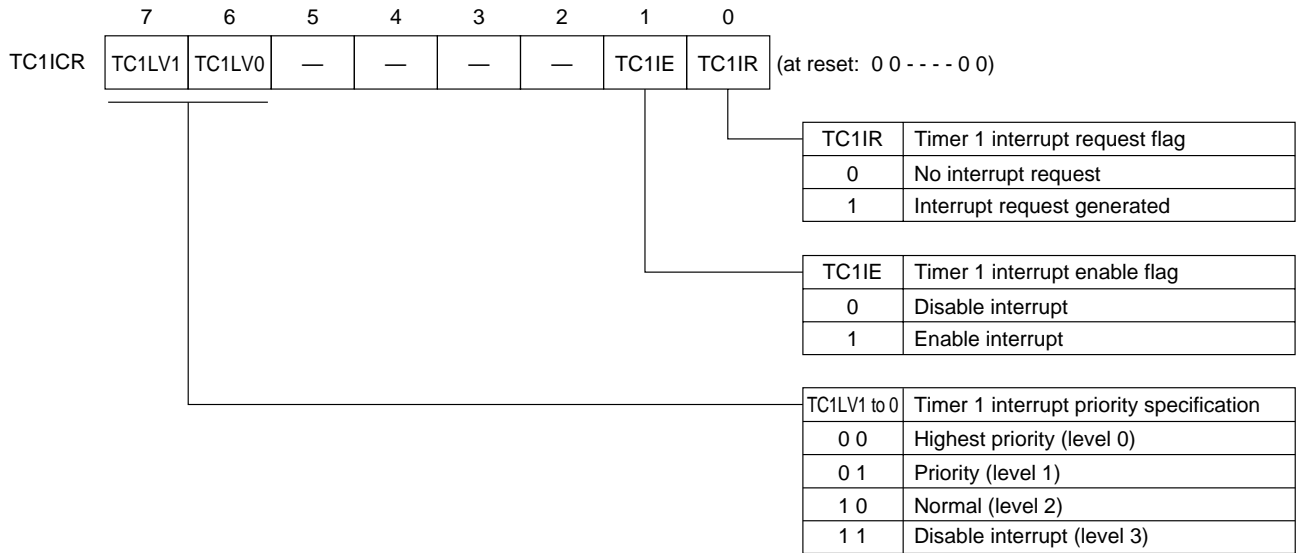 7 6 5 4 3 2 1 0
TC1ICR TC1LV1 TC1LV0 — — — — TC1IE TC1IR (at reset: 0 0 - - - - 0 0)
TC1IR Timer 1 interrupt request flag
0 No interrupt request
1 Interrupt request generated
TC1IE Timer 1 interrupt enable flag
0 Disable interrupt
1 Enable interrupt
TC1LV1 to 0 Timer 1 interrupt priority specification
0 0 Highest priority (level 0)
0 1 Priority (level 1)
1 0 Normal (level 2)
1 1 Disable interrupt (level 3)